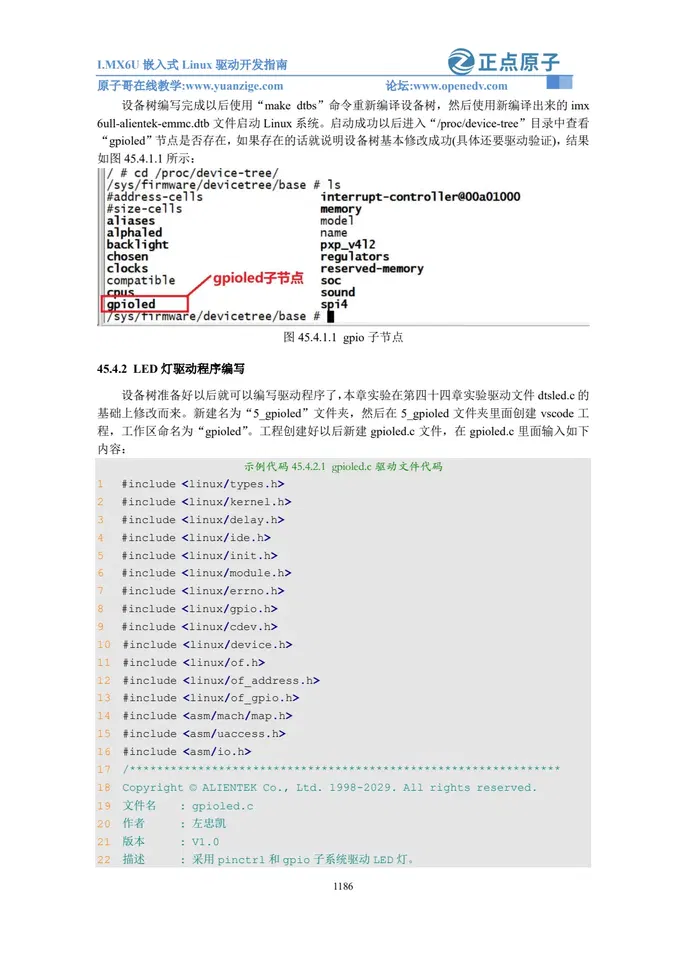 I.MX6U 嵌入式 Linux 驱动开发指南
正点原子
原子哥在线教学:www.yuanzige.com 论坛:www.openedv.com
设备树编写完成以后使用“make dtbs”命令重新编译设备树，然后使用新编译出来的 imx
6ull-alientek-emmc.dtb 文件启动 Linux 系统。启动成功以后进入“/proc/device-tree”目录中查看
“gpioled”节点是否存在，如果存在的话就说明设备树基本修改成功(具体还要驱动验证)，结果
如图 45.4.1.1 所示：
/ # cd /proc/device-tree/
/sys/firmware/devicetree/base # ls
#address-cells interrupt-controller@00a01000
#size-cells memory
aliases model
alphaled name
backlight pxp_v4l2
chosen regulators
clocks reserved-memory
compatible soc
cpus sound
gpioled spi4
gpioled子节点
/sys/firmware/devicetree/base #
图 45.4.1.1 gpio 子节点
45.4.2 LED 灯驱动程序编写
设备树准备好以后就可以编写驱动程序了，本章实验在第四十四章实验驱动文件 dtsled.c 的
基础上修改而来。新建名为“5_gpioled”文件夹，然后在 5_gpioled 文件夹里面创建 vscode 工
程，工作区命名为“gpioled”。工程创建好以后新建 gpioled.c 文件，在 gpioled.c 里面输入如下
内容：
示例代码 45.4.2.1 gpioled.c 驱动文件代码
1 #include <linux/types.h>
2 #include <linux/kernel.h>
3 #include <linux/delay.h>
4 #include <linux/ide.h>
5 #include <linux/init.h>
6 #include <linux/module.h>
7 #include <linux/errno.h>
8 #include <linux/gpio.h>
9 #include <linux/cdev.h>
10 #include <linux/device.h>
11 #include <linux/of.h>
12 #include <linux/of_address.h>
13 #include <linux/of_gpio.h>
14 #include <asm/mach/map.h>
15 #include <asm/uaccess.h>
16 #include <asm/io.h>
17 /***************************************************************
18 Copyright © ALIENTEK Co., Ltd. 1998-2029. All rights reserved.
19 文件名 : gpioled.c
20 作者 : 左忠凯
21 版本 : V1.0
22 描述 : 采用 pinctrl 和 gpio 子系统驱动 LED 灯。
1186